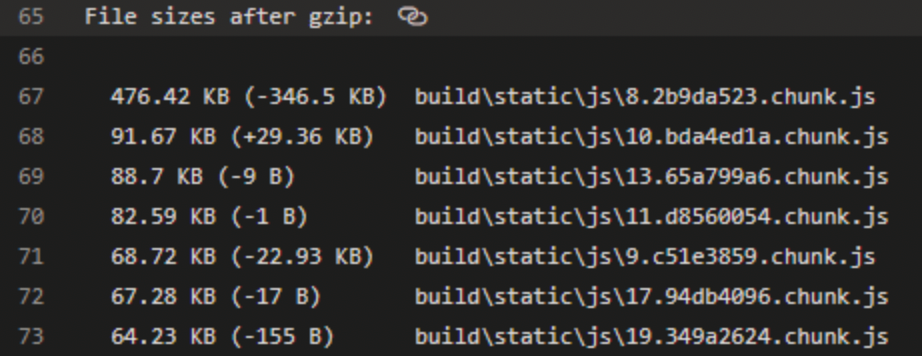 65 File sizes after gzip:
66
67 476.42 KB (-346.5 KB) build\static\js\8.2b9da523.chunk.js
68 91.67 KB (+29.36 KB) build\static\js\10.bda4ed1a.chunk.js
69 88.7 KB (-9 B) build\static\js\13.65a799a6.chunk.js
70 82.59 KB (-1 B) build\static\js\11.d8560054.chunk.js
71 68.72 KB (-22.93 KB) build\static\js\9.c51e3859.chunk.js
72 67.28 KB (-17 B) build\static\js\17.94db4096.chunk.js
73 64.23 KB (-155 B) build\static\js\19.349a2624.chunk.js